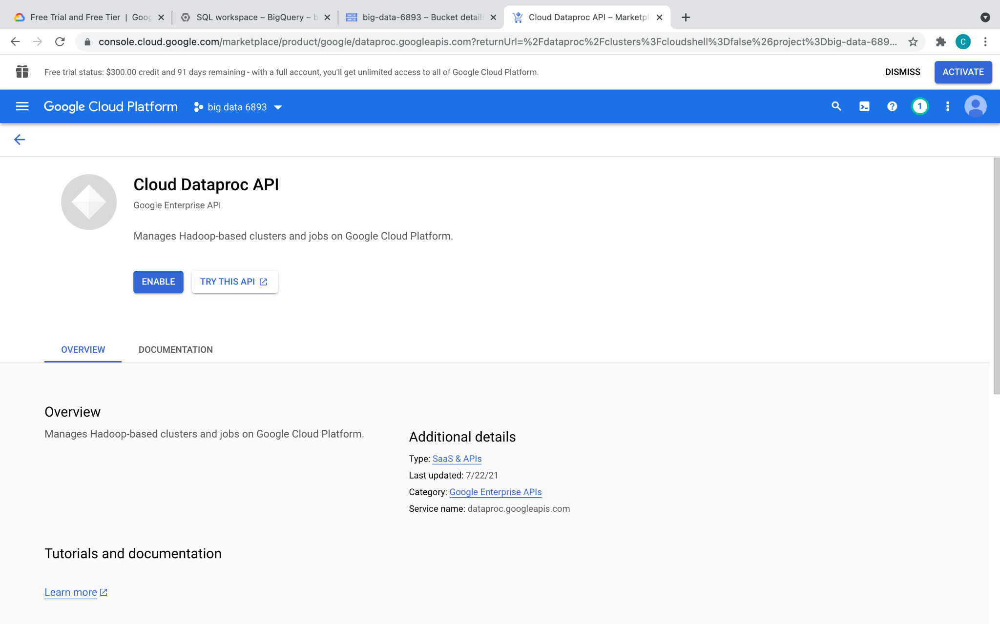 Free Trial and Free Tier | Goog
SQL workspace – BigQuery – b
big-data-6893 – Bucket details
Cloud Dataproc API – Marketpl
console.cloud.google.com/marketplace/product/google/dataproc.googleapis.com?returnUrl=%2Fdataproc%2Fclusters%3Fcloudshell%3Dfalse%26project%3Dbig-data-689...
C
Free trial status: $300.00 credit and 91 days remaining - with a full account, you'll get unlimited access to all of Google Cloud Platform.
DISMISS
ACTIVATE
Google Cloud Platform
big data 6893
1
Cloud Dataproc API
Google Enterprise API
Manages Hadoop-based clusters and jobs on Google Cloud Platform.
ENABLE
TRY THIS API
OVERVIEW
DOCUMENTATION
Overview
Manages Hadoop-based clusters and jobs on Google Cloud Platform.
Additional details
Type: SaaS & APIs
Last updated: 7/22/21
Category: Google Enterprise APIs
Service name: dataproc.googleapis.com
Tutorials and documentation
Learn more